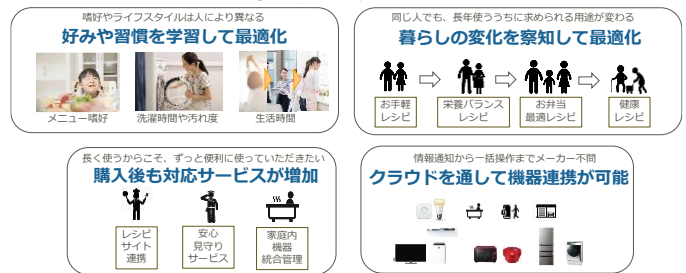 嗜好やライフスタイルは人により異なる
好みや習慣を学習して最適化
メニュー嗜好
洗濯時間や汚れ度
生活時間
同じ人でも、長年使ううちに求められる用途が変わる
暮らしの変化を察知して最適化
お手軽
レシピ
栄養バランス
レシピ
お弁当
最適レシピ
健康
レシピ
長く使うからこそ、ずっと便利に使っていただきたい
購入後も対応サービスが増加
レシピ
サイト
連携
安心
見守り
サービス
家庭内
機器
統合管理
情報通知から一括操作までメーカー不問
クラウドを通して機器連携が可能